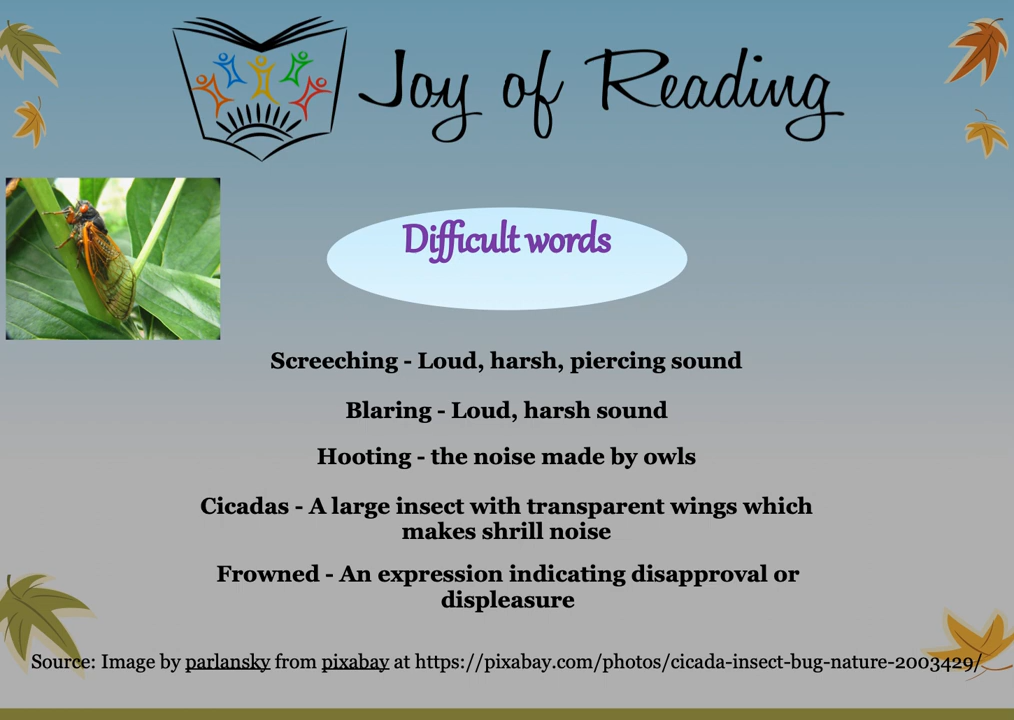 Joy of Reading
Difficult words
Screeching - Loud, harsh, piercing sound
Blaring - Loud, harsh sound
Hooting - the noise made by owls
Cicadas - A large insect with transparent wings which
makes shrill noise
Frowned - An expression indicating disapproval or
displeasure
Source: Image by parlansky from pixabay at https://pixabay.com/photos/cicada-insect-bug-nature-2003429/